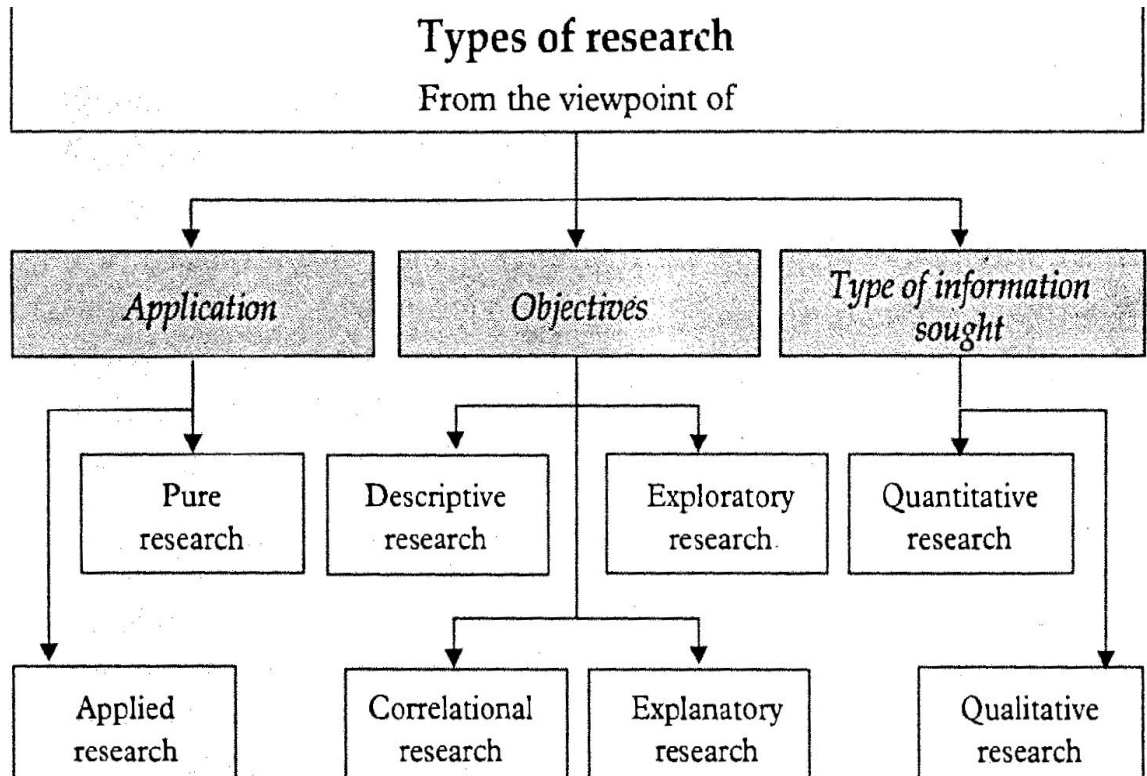 Types of research
From the viewpoint of
Application
Objectives
Type of information
sought
Pure
research
Descriptive
research
Exploratory
research
Quantitative
research
Applied
research
Correlational
research
Explanatory
research
Qualitative
research